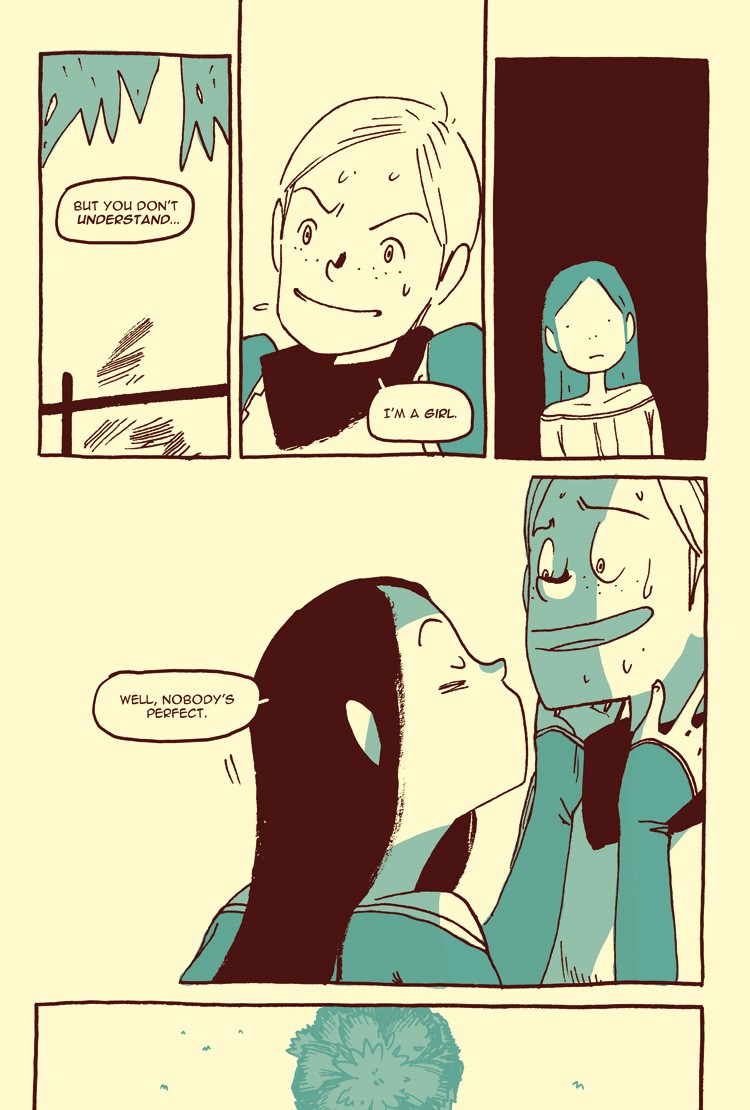 BUT YOU DON'T
UNDERSTAND...
I'M A GIRL.
WELL, NOBODY'S
PERFECT.